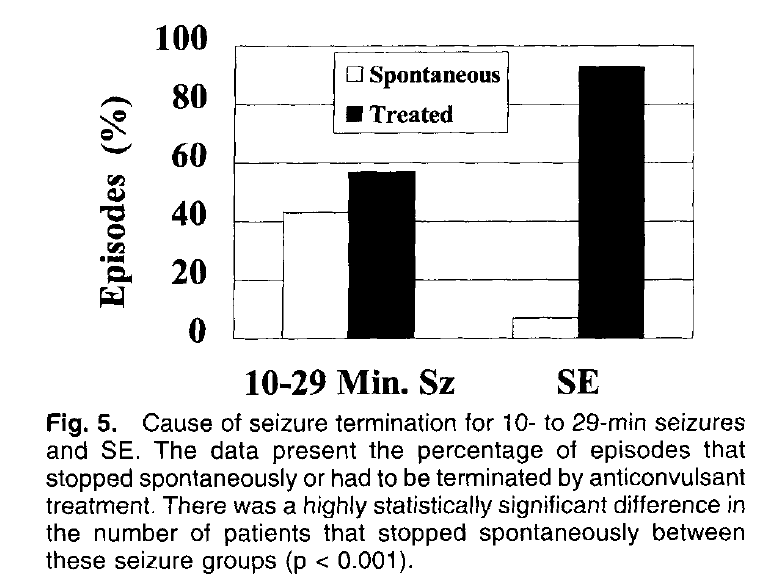 100
80
60
40
20
0
Episodes (%)
Spontaneous
Treated
10-29 Min. Sz
SE
Fig. 5. Cause of seizure termination for 10- to 29-min seizures
and SE. The data present the percentage of episodes that
stopped spontaneously or had to be terminated by anticonvulsant
treatment. There was a highly statistically significant difference in
the number of patients that stopped spontaneously between
these seizure groups (p < 0.001).